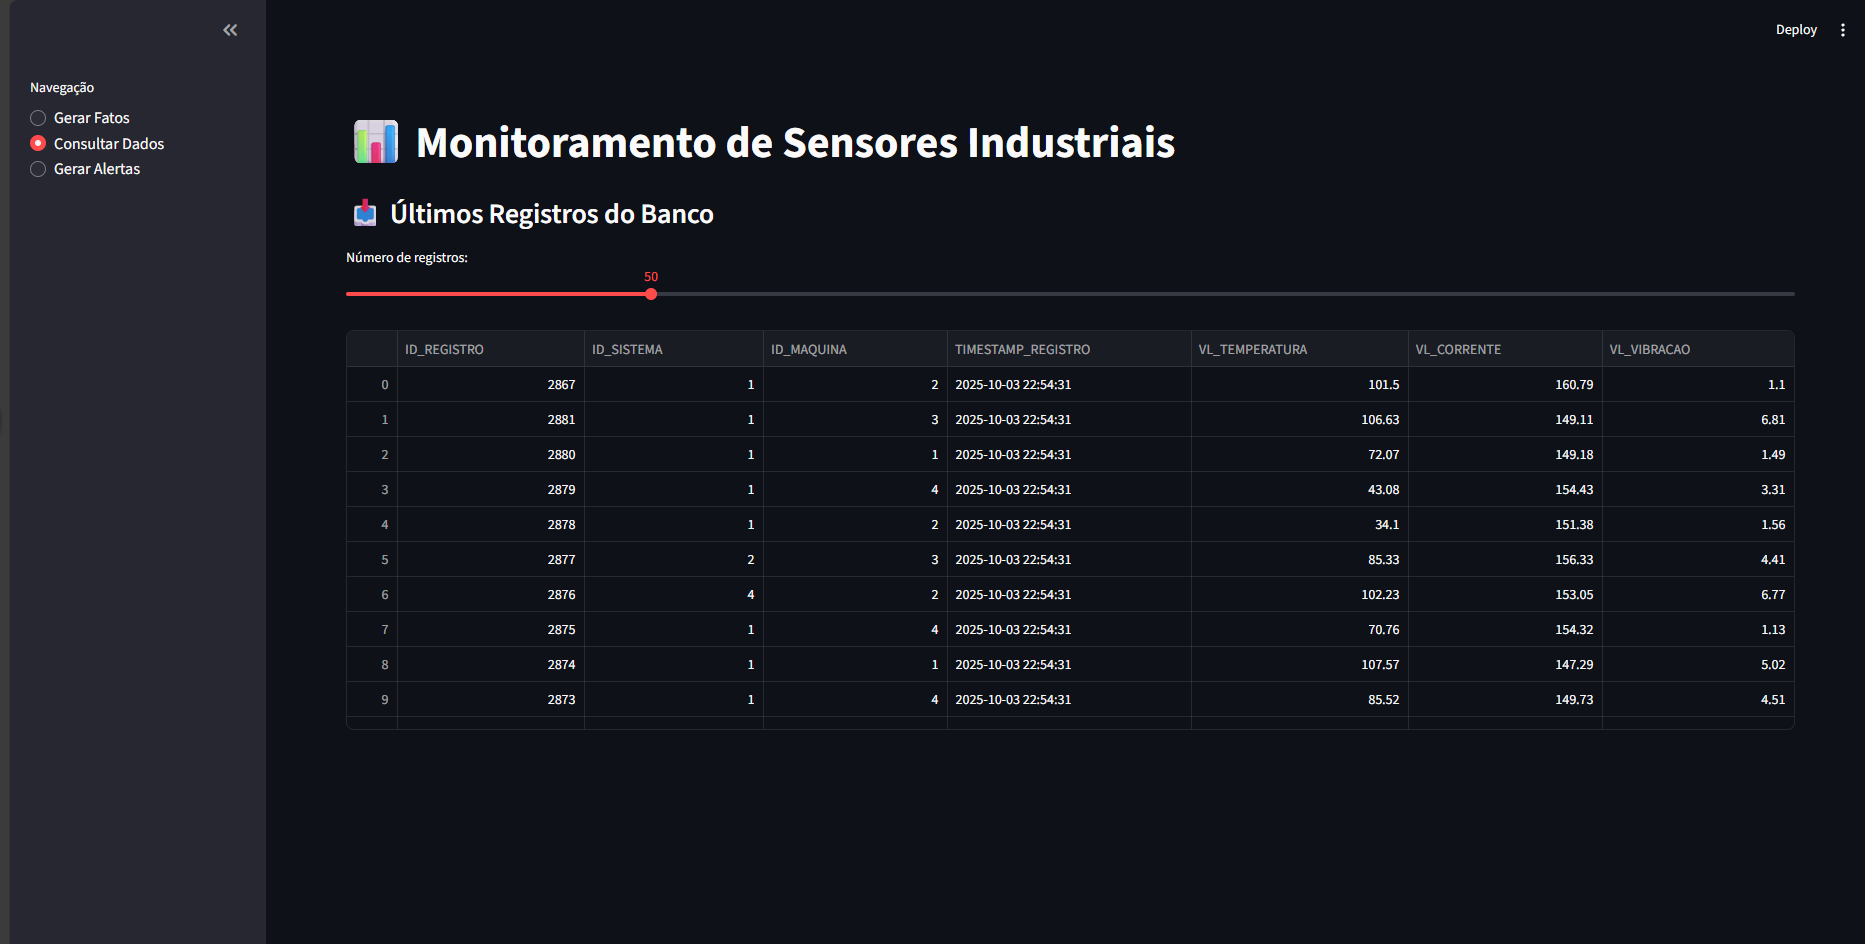 Deploy
Navegação
Gerar Fatos
Consultar Dados
Gerar Alertas
Monitoramento de Sensores Industriais
Últimos Registros do Banco
Número de registros:
50
ID_REGISTRO ID_SISTEMA ID_MAQUINA TIMESTAMP_REGISTRO VL_TEMPERATURA VL_CORRENTE VL_VIBRACAO
0 2867 1 2 2025-10-03 22:54:31 101.5 160.79 1.1
1 2881 1 3 2025-10-03 22:54:31 106.63 149.11 6.81
2 2880 1 1 2025-10-03 22:54:31 72.07 149.18 1.49
3 2879 1 4 2025-10-03 22:54:31 43.08 154.43 3.31
4 2878 1 2 2025-10-03 22:54:31 34.1 151.38 1.56
5 2877 2 3 2025-10-03 22:54:31 85.33 156.33 4.41
6 2876 4 2 2025-10-03 22:54:31 102.23 153.05 6.77
7 2875 1 4 2025-10-03 22:54:31 70.76 154.32 1.13
8 2874 1 1 2025-10-03 22:54:31 107.57 147.29 5.02
9 2873 1 4 2025-10-03 22:54:31 85.52 149.73 4.51